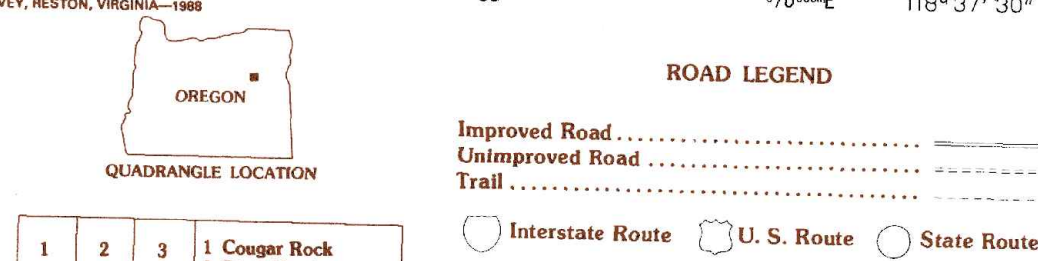 VEY, RESTON, VIRGINIA—1988
118° 37' 30"
OREGON
QUADRANGLE LOCATION
ROAD LEGEND
Improved Road
Unimproved Road
Trail
Interstate Route U. S. Route State Route
1 2 3 1 Cougar Rock